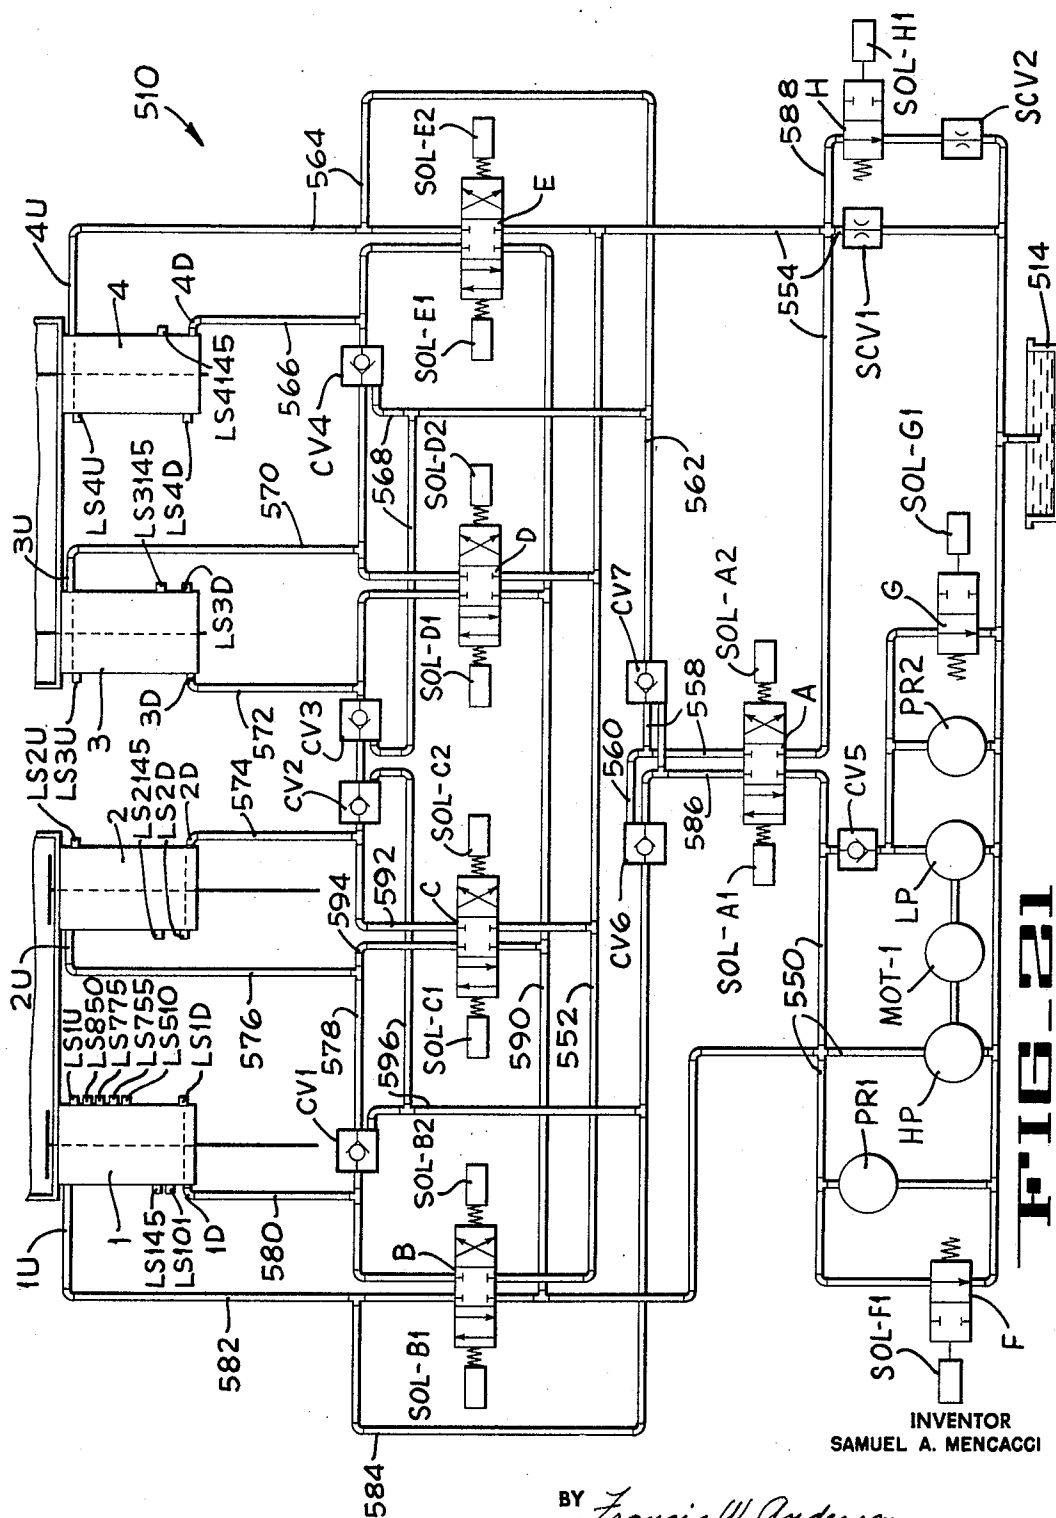 510
4U
564
SOL-E2
E
588
H
SOL-H1
SCV2
4
4D
566
CV4
SOL-E1
554
SCV1
514
3U
LS4U
LS3145
LS4D
LS4145
570
568
SOL-D2
562
SOL-G1
LS3D
D
CV7
SOL-A2
G
3
3D
572
CV3
SOL-D1
558
A
PR2
LS2U
LS3U
2
LS2145
LS2D
2D
574
CV2
SOL-C2
560
586
CV5
2U
594
592
C
CV6
SOL-A1
LP
LS1U
LS850
LS775
LS755
LS510
LS1D
576
578
596
SOL-C1
590
552
550
MOT-1
CV1
SOL-B2
PR1
HP
1U
1
LS145
LS101
1D
580
B
582
SOL-B1
SOL-F1
F
584
FIG_21
INVENTOR
SAMUEL A. MENCACCI
BY Francis W. Anderson